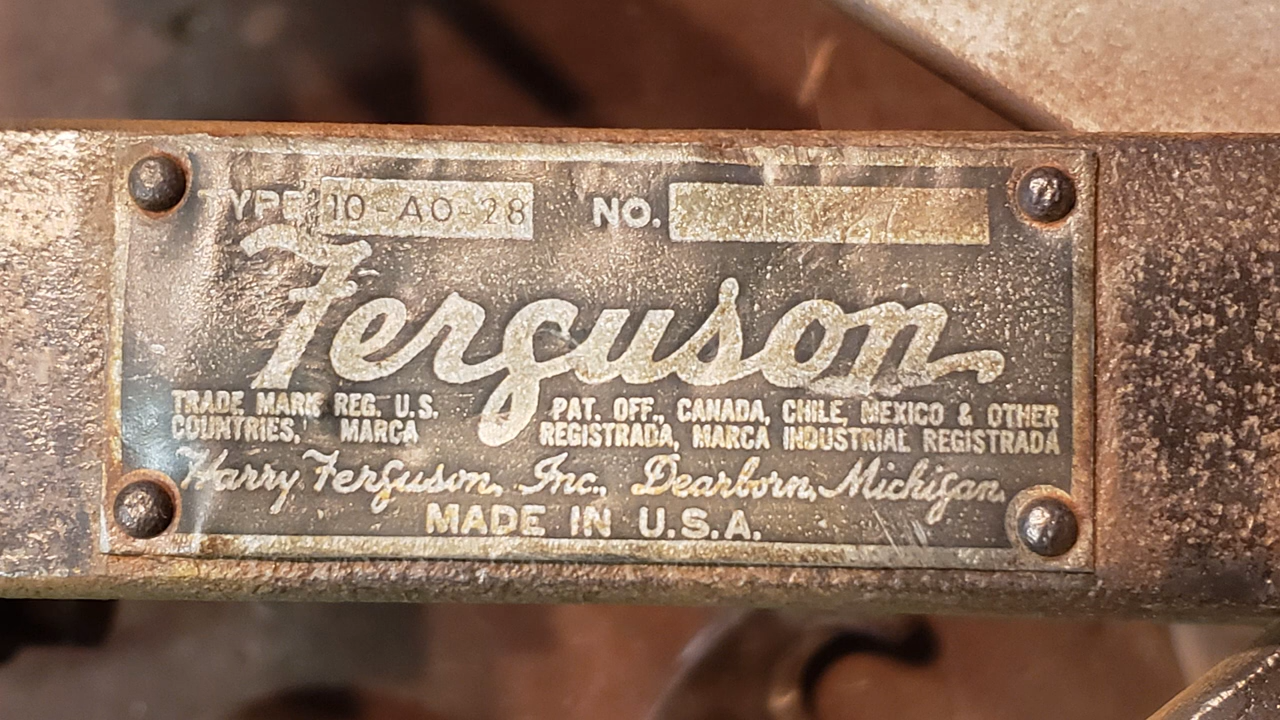 TYPE 10-AO-28 NO.
Ferguson
TRADE MARK REG. U.S. PAT. OFF., CANADA, CHILE, MEXICO & OTHER
COUNTRIES, MARCA REGISTRADA, MARCA INDUSTRIAL REGISTRADA
Harry Ferguson, Inc., Dearborn, Michigan.
MADE IN U.S.A.